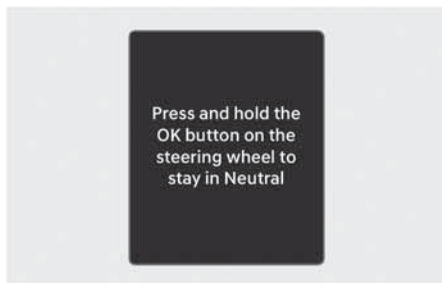 Press and hold the
OK button on the
steering wheel to
stay in Neutral